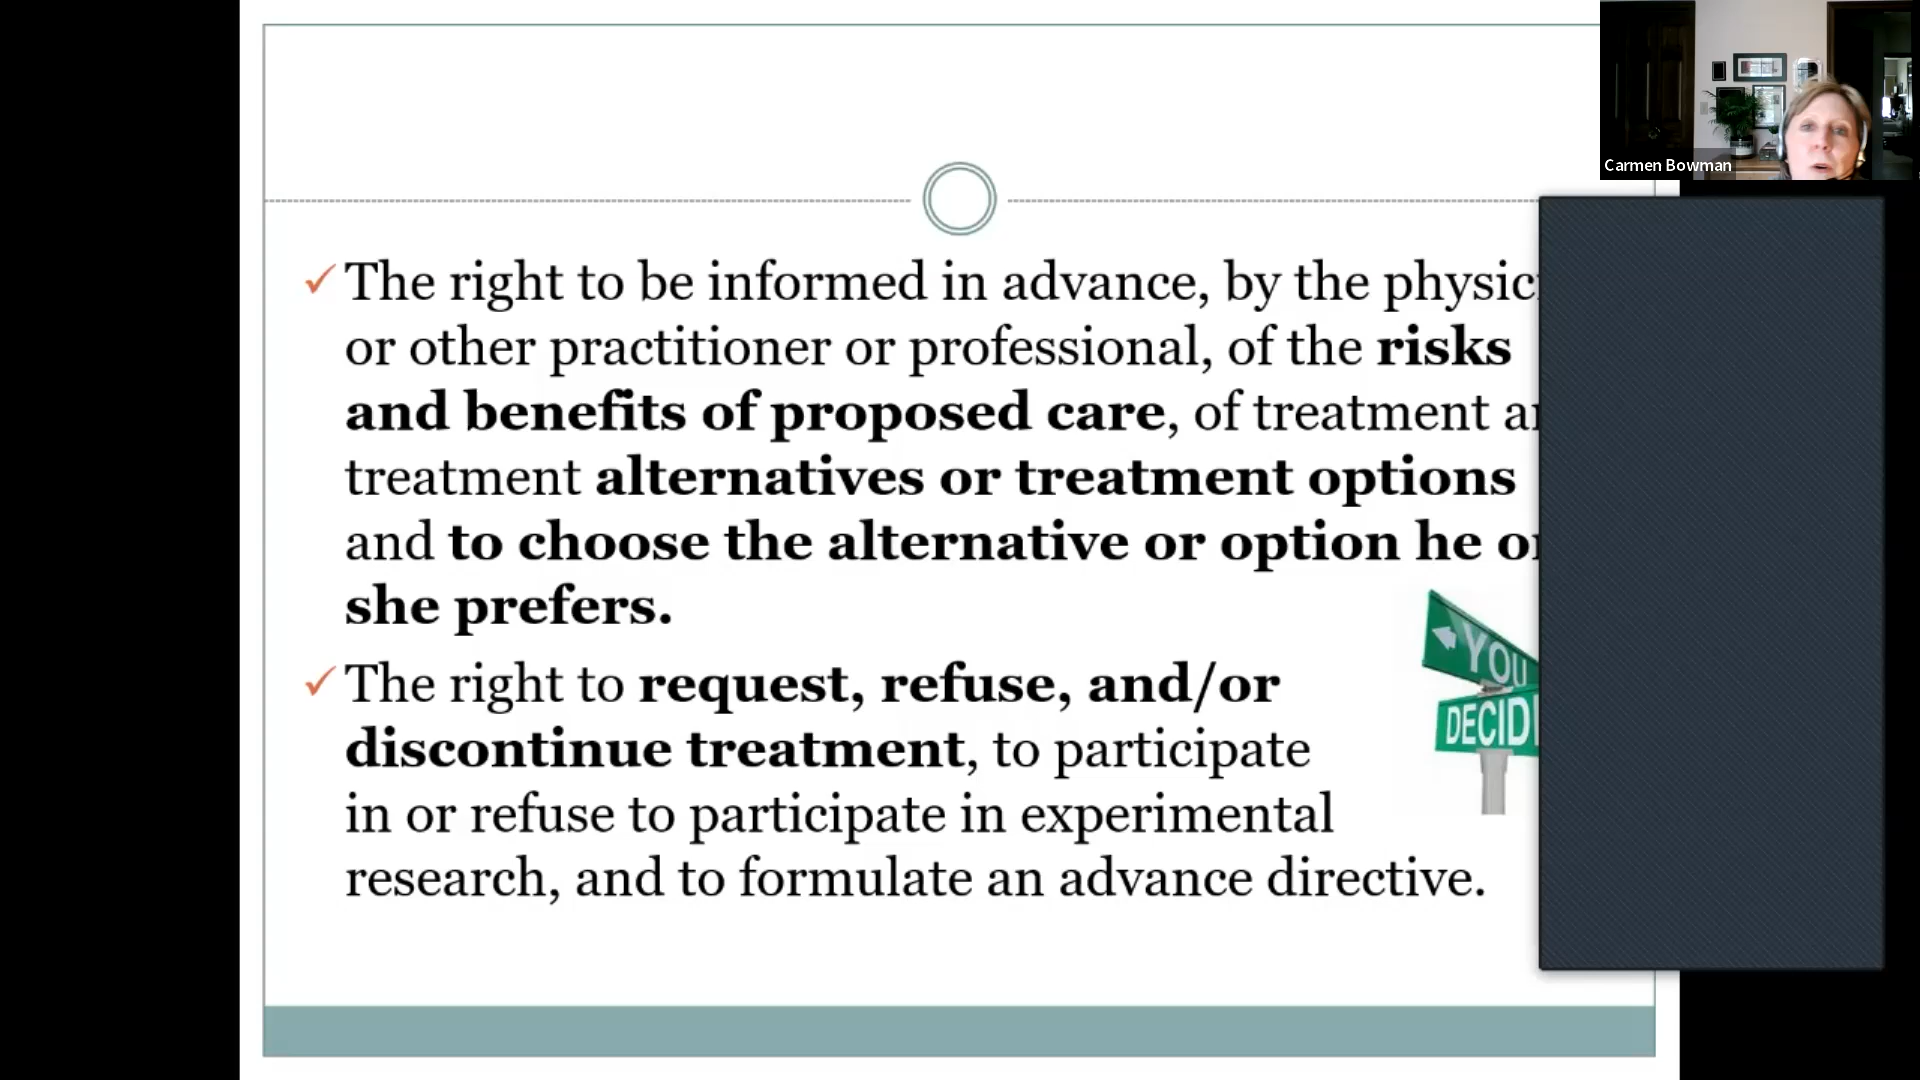 Carmen Bowman
The right to be informed in advance, by the
or other practitioner or professional, of the risks
and benefits of proposed care, of treatment
treatment alternatives or treatment options
and to choose the alternative or option he or
she prefers.
The right to request, refuse, and/or
discontinue treatment, to participate
in or refuse to participate in experimental
research, and to formulate an advance directive.
YOU